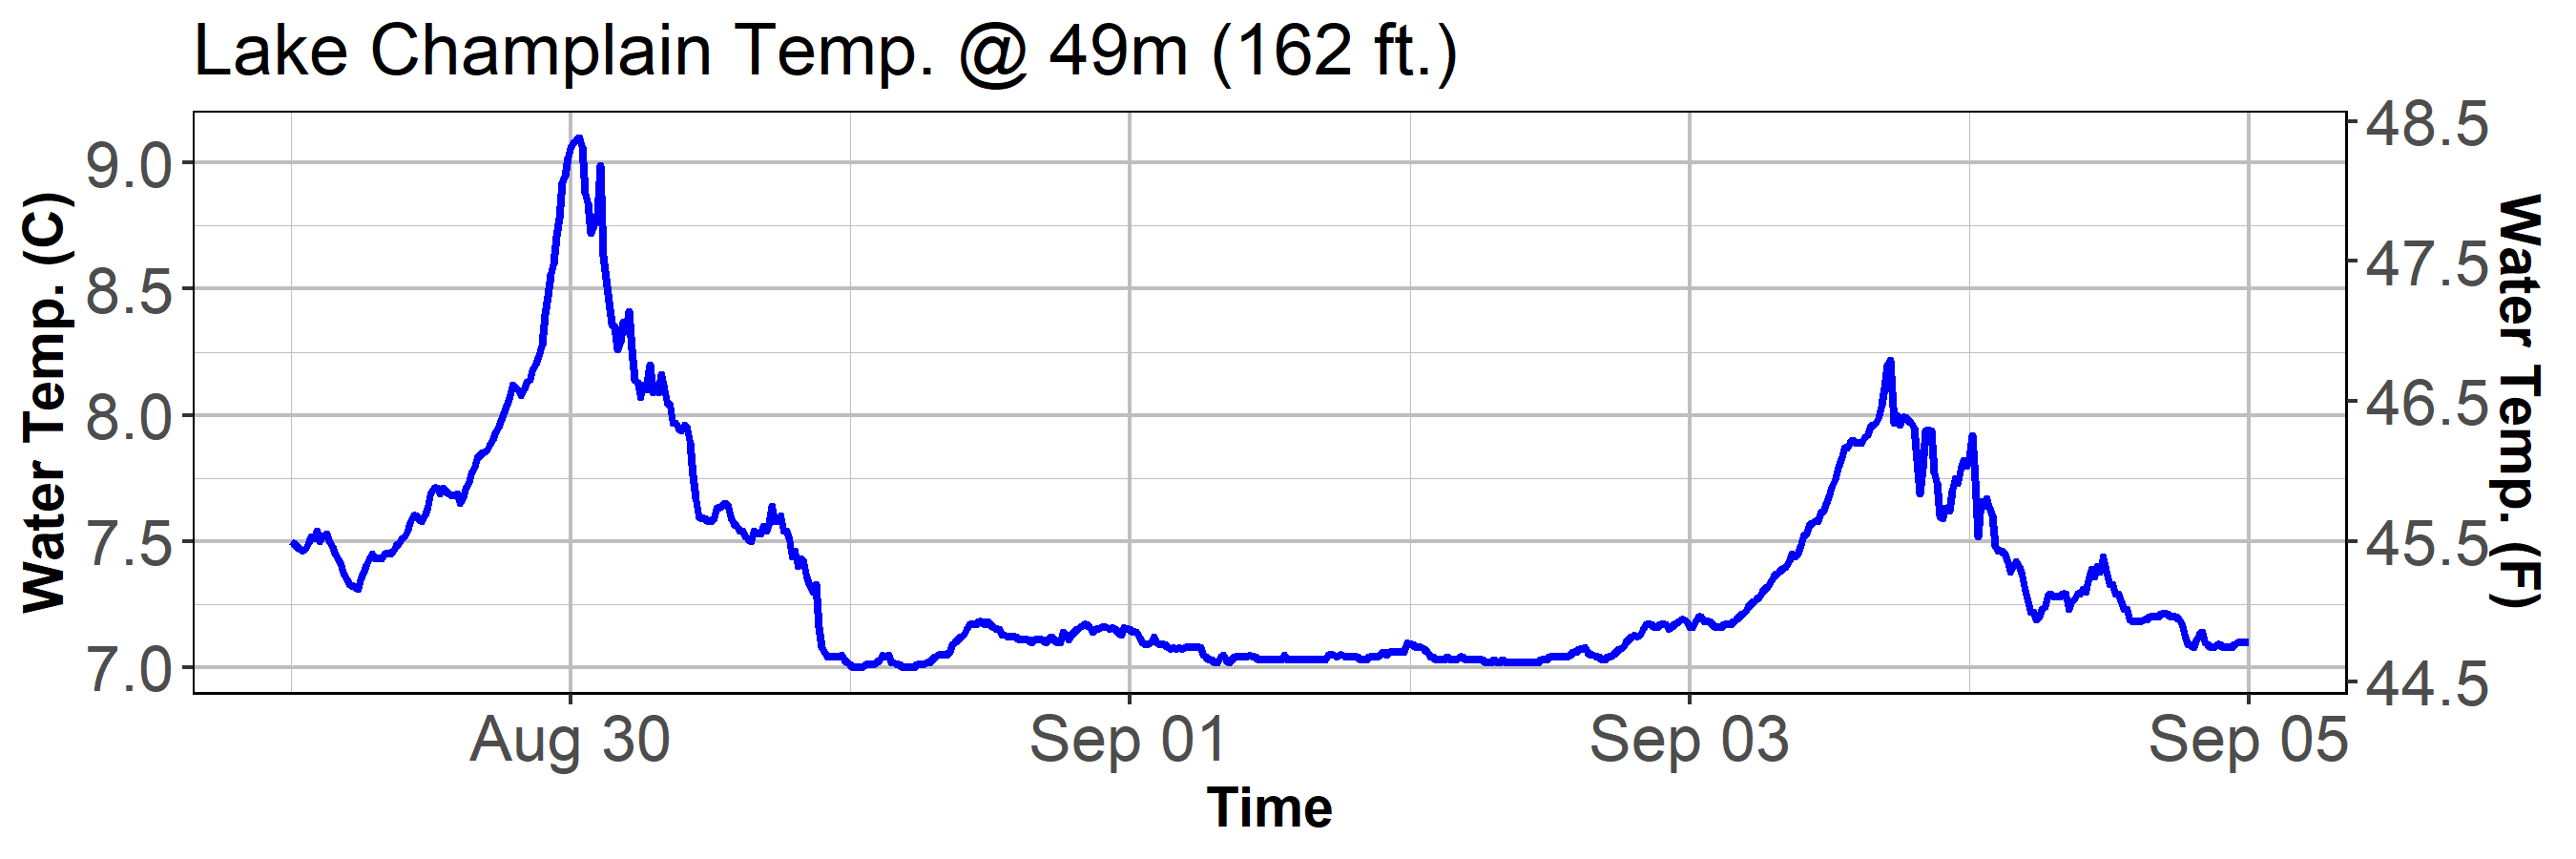 Lake Champlain Temp. @ 49m (162 ft.)
Water Temp. (C)
9.0
8.5
8.0
7.5
7.0
48.5
47.5
46.5
45.5
44.5
Water Temp. (F)
Aug 30
Sep 01
Sep 03
Sep 05
Time